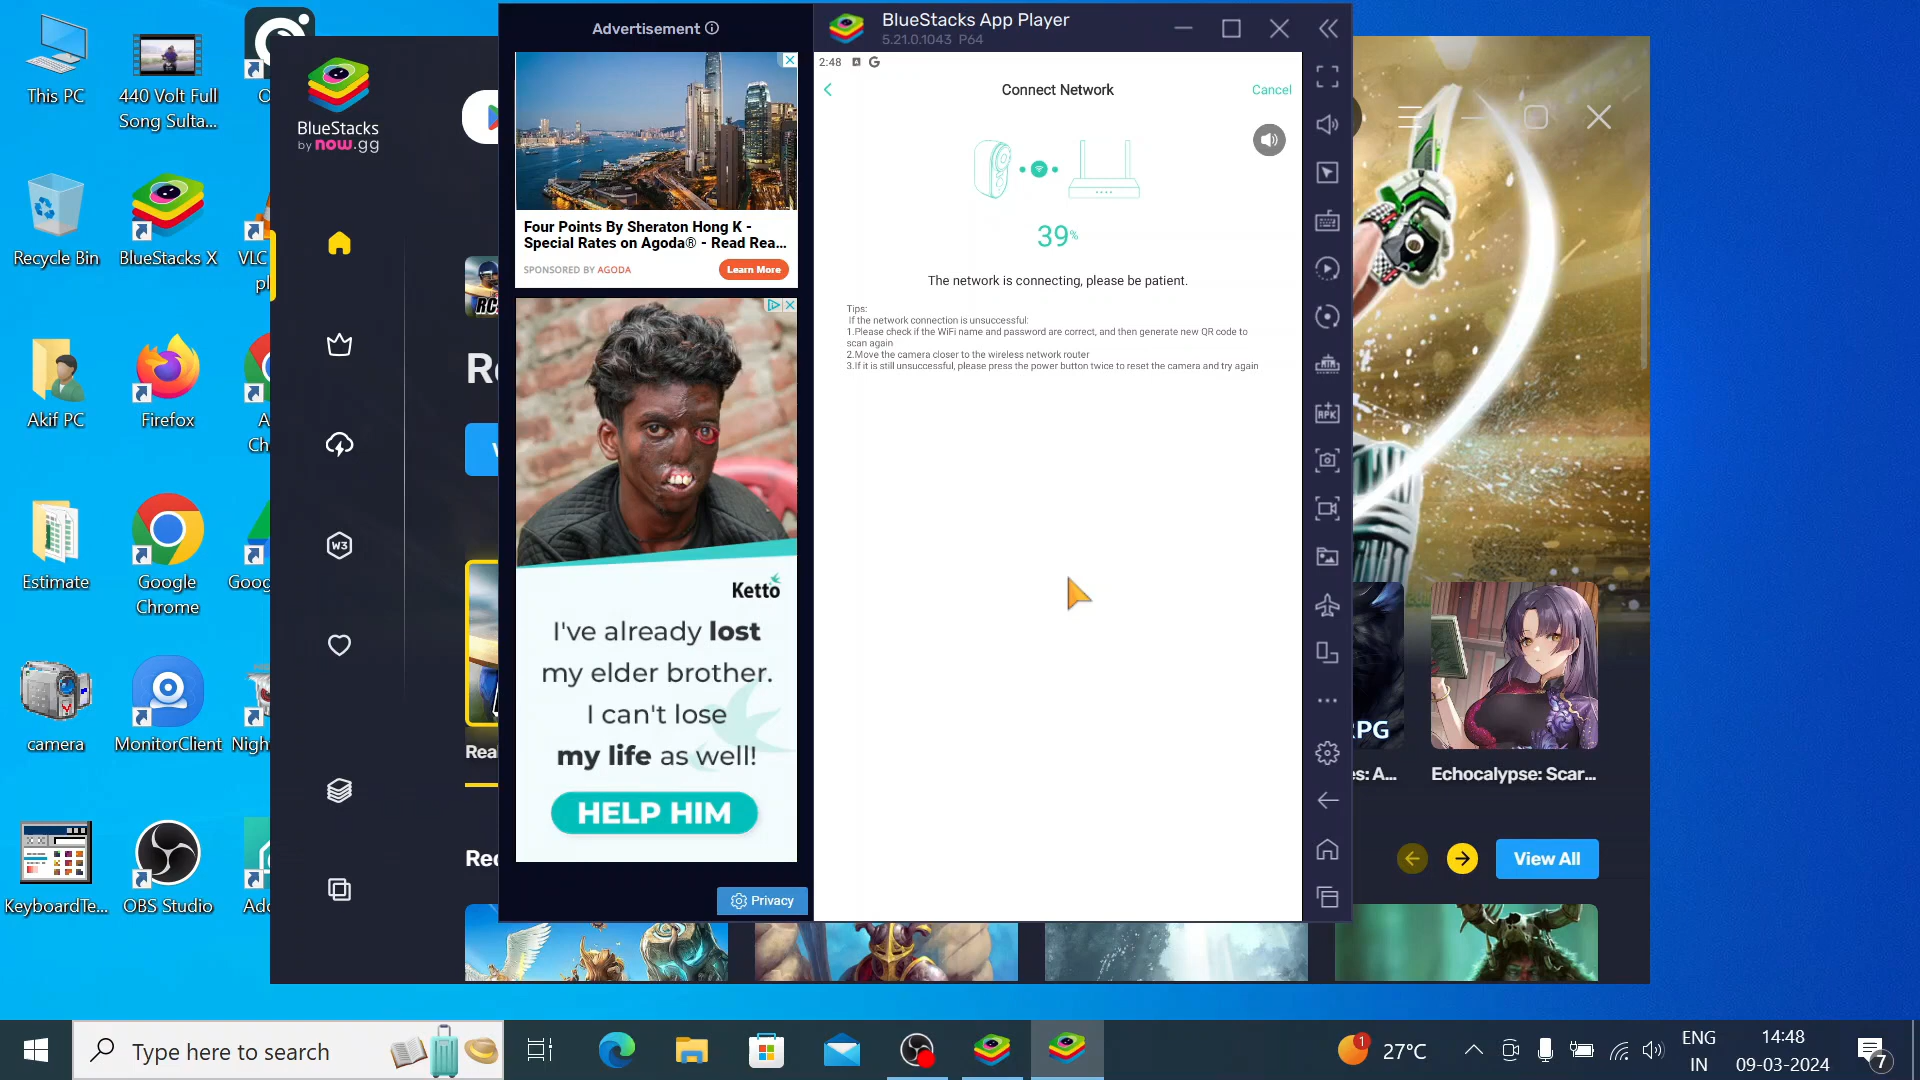 This PC
440 Volt Full
Song Sulta...
Recycle Bin
BlueStacks X
VLC
Akif PC
Firefox
Estimate
Google
Chrome
camera
MonitorClient
KeyboardTe...
OBS Studio
BlueStacks
by now.gg
W3
Advertisement
Four Points By Sheraton Hong K -
Special Rates on Agoda® - Read Rea...
SPONSORED BY AGODA
Learn More
Ketto
I've already lost
my elder brother.
I can't lose
my life as well!
HELP HIM
Privacy
BlueStacks App Player
5.21.0.1043 P64
2:48
Connect Network
Cancel
39%
The network is connecting, please be patient.
Tips:
If the network connection is unsuccessful:
1.Please check if the WiFi name and password are correct, and then generate new QR code to
scan again
2.Move the camera closer to the wireless network router
3.If it is still unsuccessful, please press the power button twice to reset the camera and try again
Echocalypse: Scar...
View All
Type here to search
1
27°C
ENG
IN
14:48
09-03-2024
7